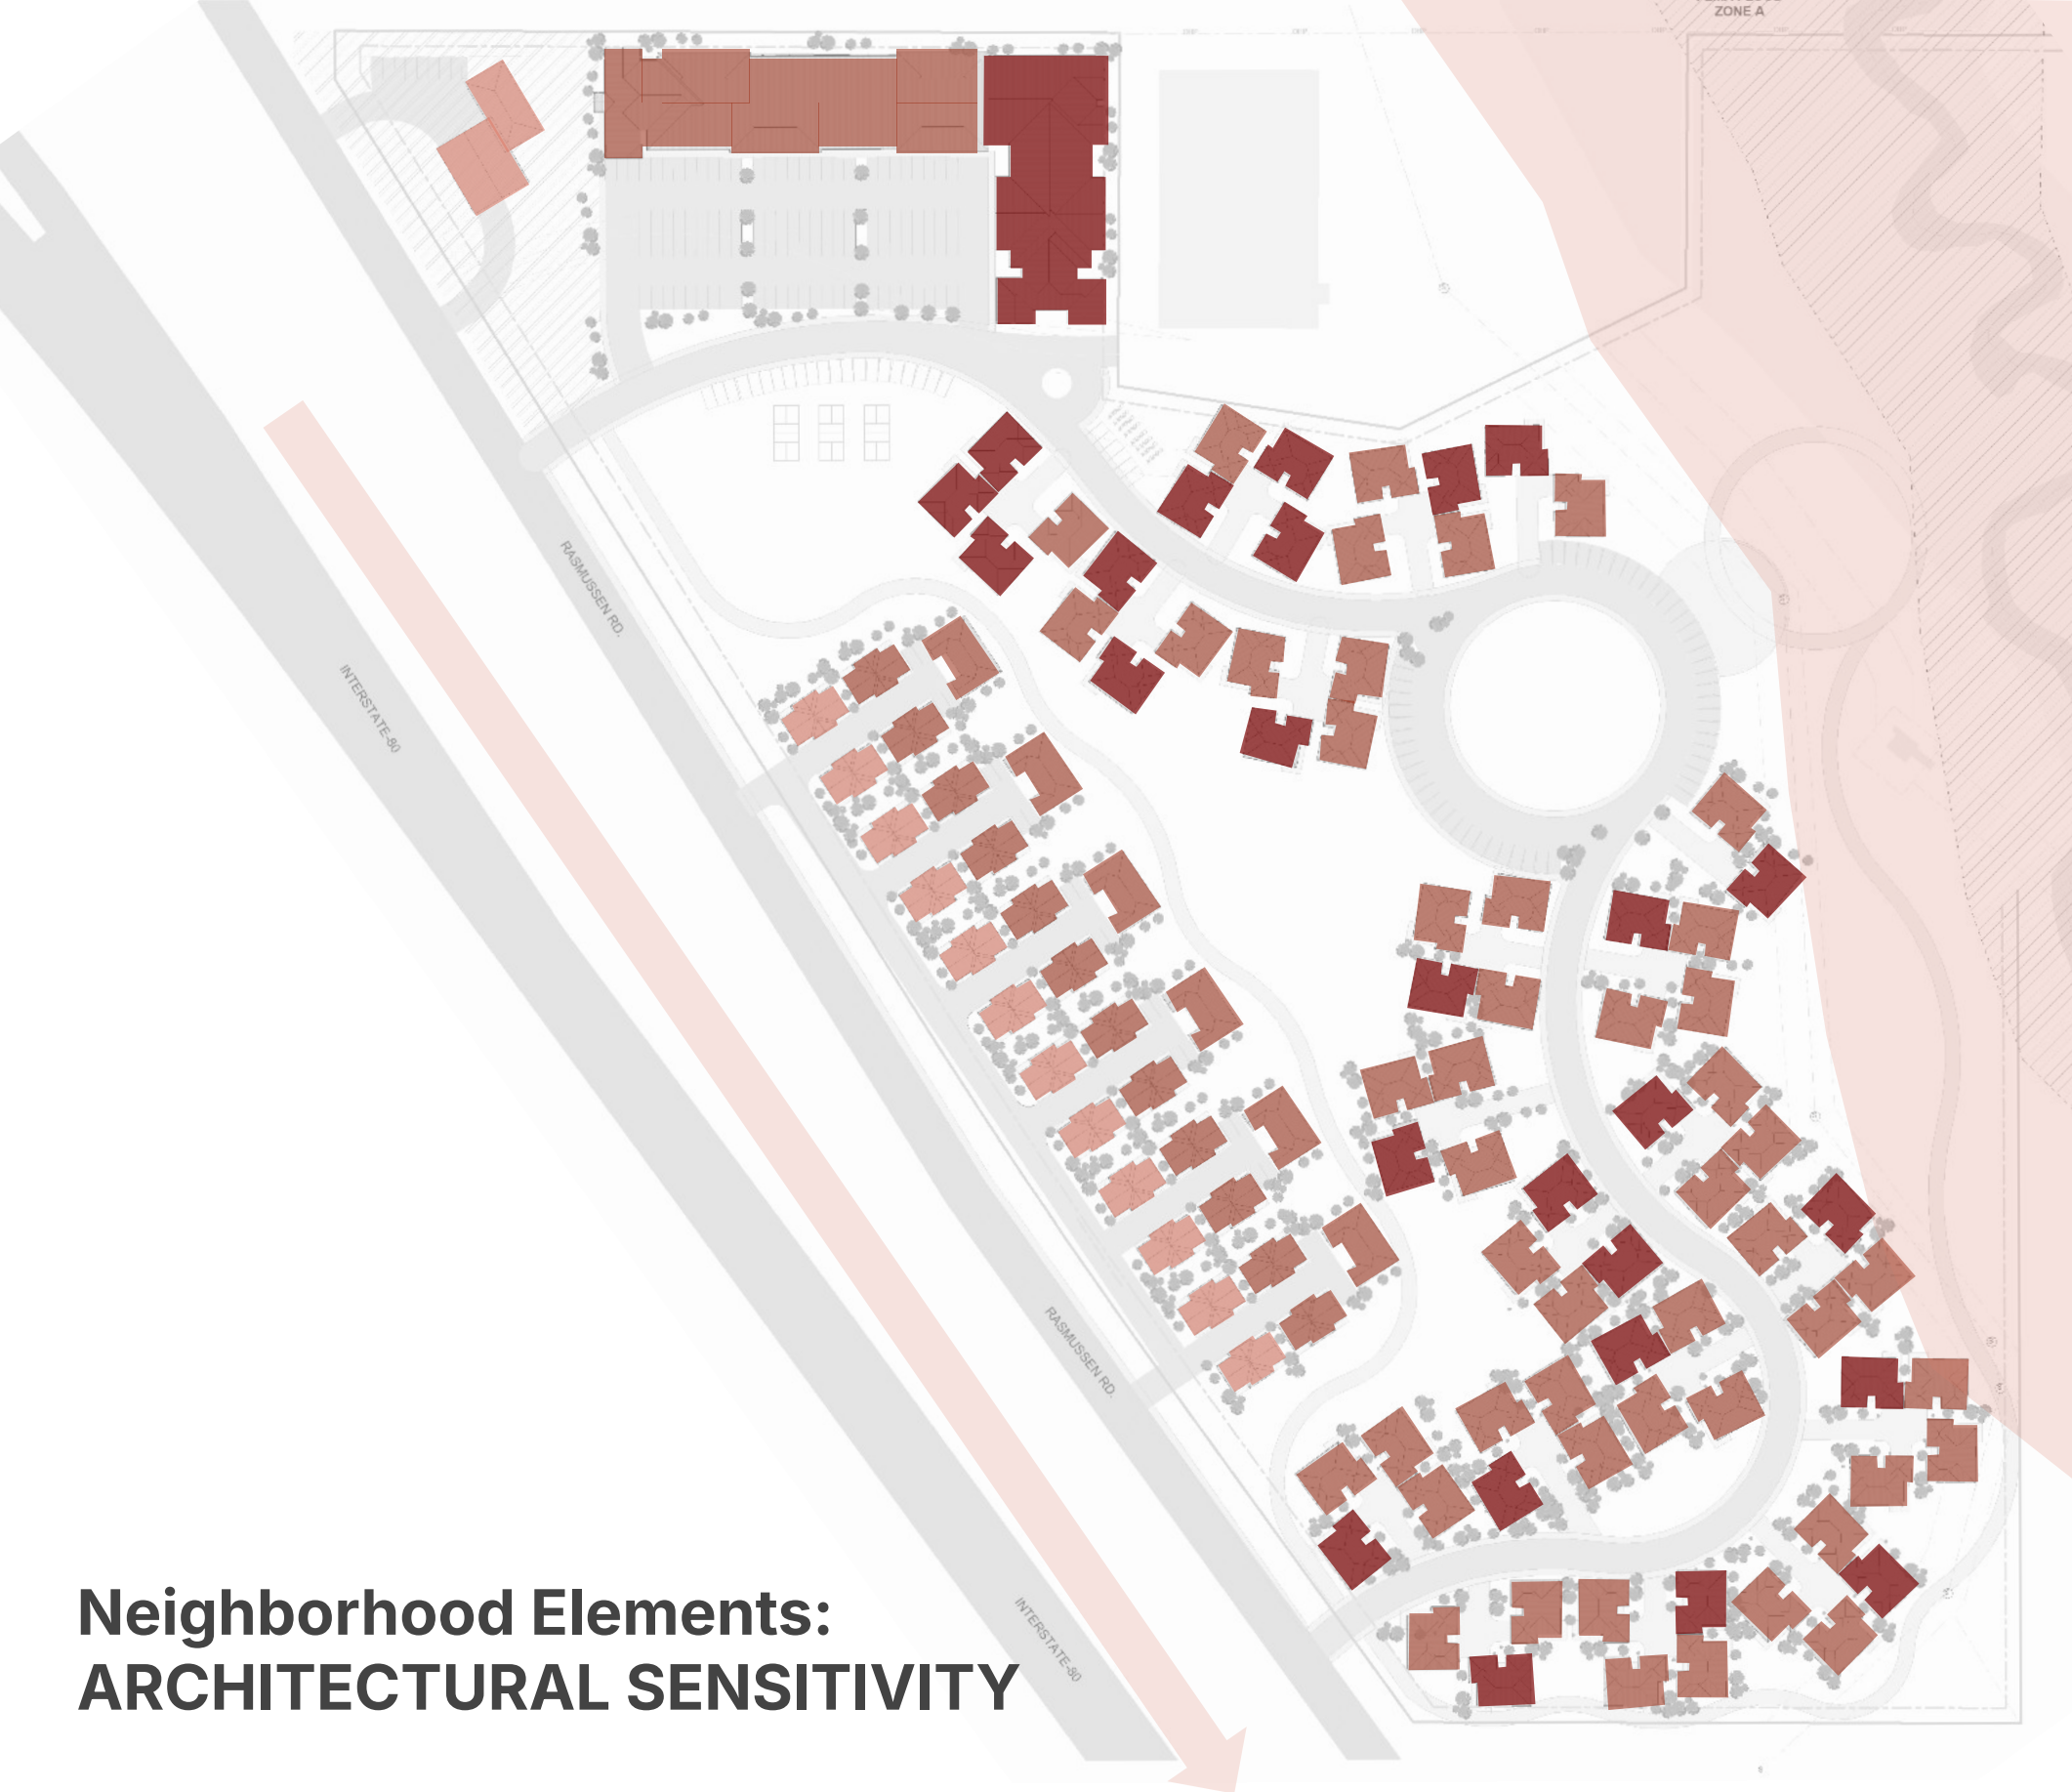 ZONE A
RASMUSSEN RD.
INTERSTATE-80
RASMUSSEN RD.
INTERSTATE-80
Neighborhood Elements:
ARCHITECTURAL SENSITIVITY